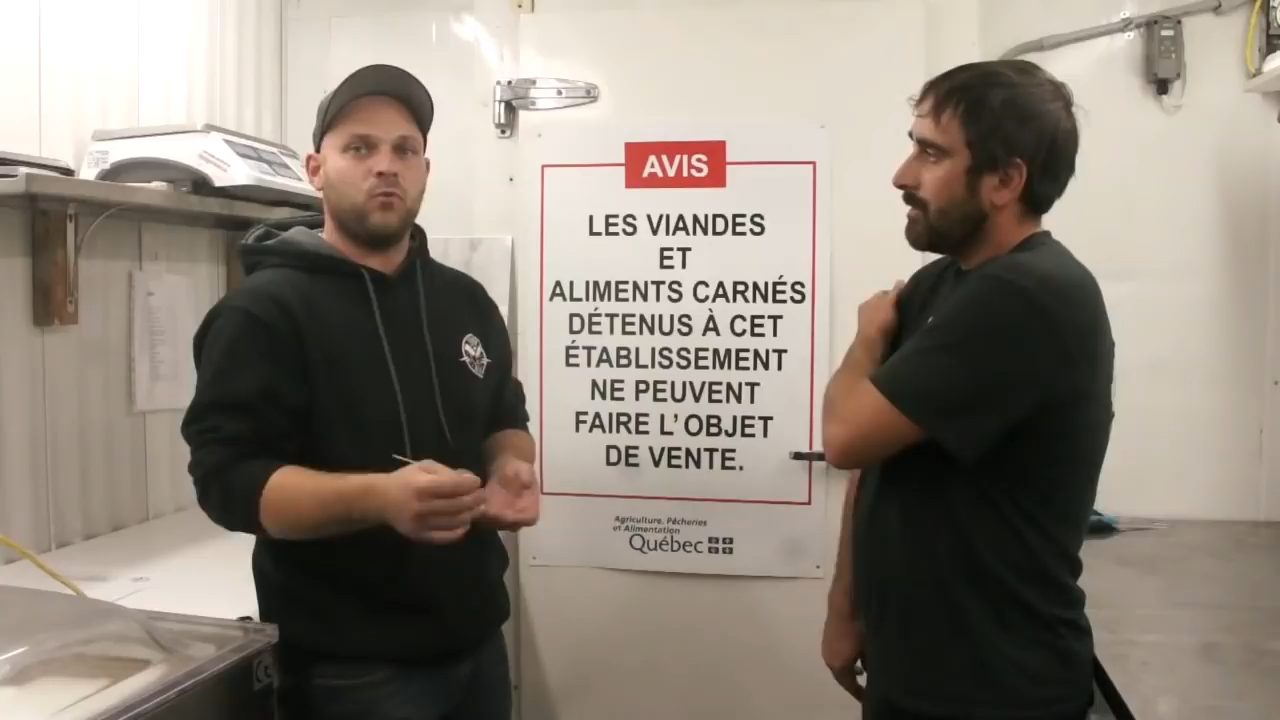 AVIS
LES VIANDES
ET
ALIMENTS CARNÉS
DÉTENUS À CET
ÉTABLISSEMENT
NE PEUVENT
FAIRE L'OBJET
DE VENTE.
Agriculture, Pêcheries
et Alimentation
Québec